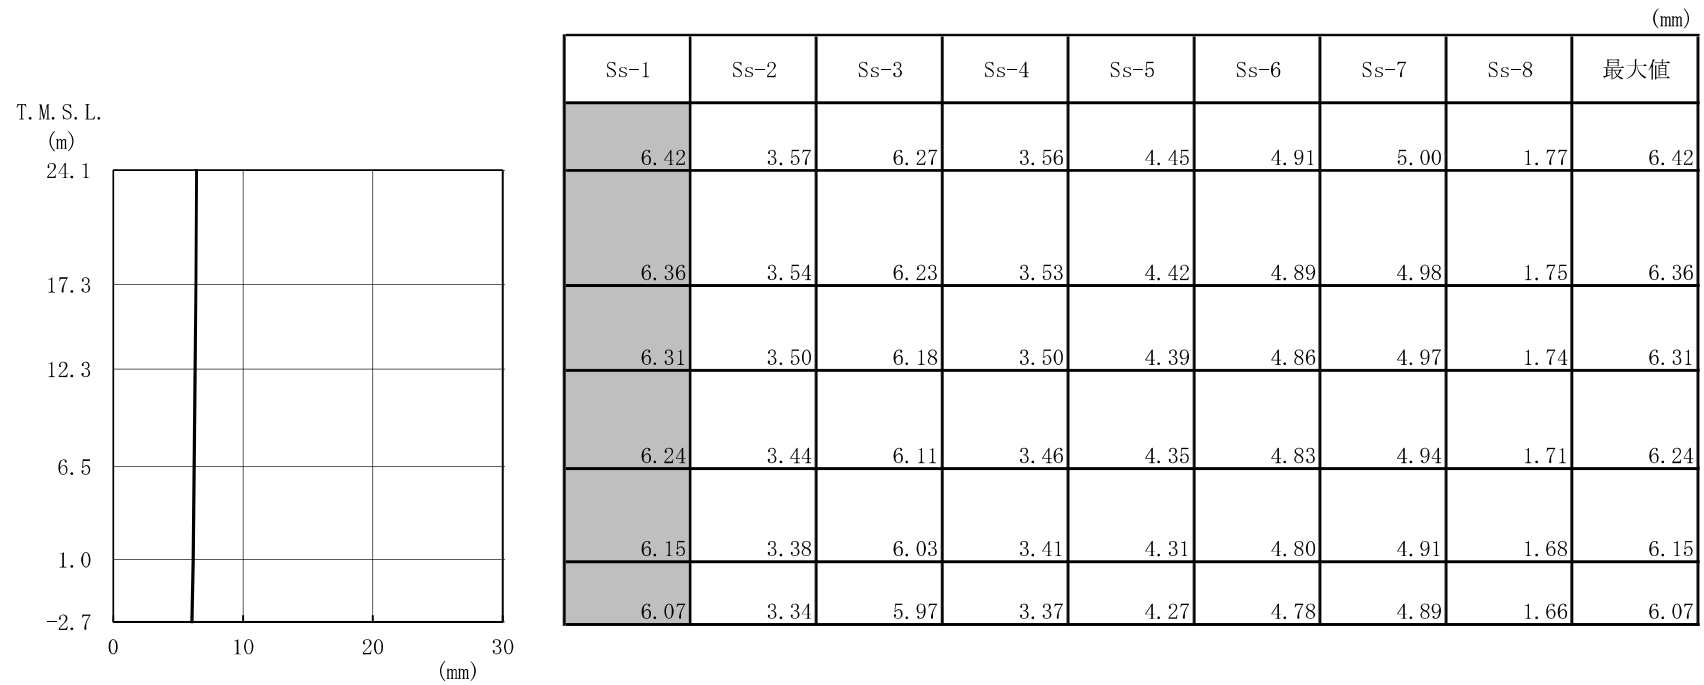 (mm)
Ss-1 Ss-2 Ss-3 Ss-4 Ss-5 Ss-6 Ss-7 Ss-8 最大値
T.M.S.L.
(m)
6.42 3.57 6.27 3.56 4.45 4.91 5.00 1.77 6.42
24.1
6.36 3.54 6.23 3.53 4.42 4.89 4.98 1.75 6.36
17.3
6.31 3.50 6.18 3.50 4.39 4.86 4.97 1.74 6.31
12.3
6.24 3.44 6.11 3.46 4.35 4.83 4.94 1.71 6.24
6.5
6.15 3.38 6.03 3.41 4.31 4.80 4.91 1.68 6.15
1.0
6.07 3.34 5.97 3.37 4.27 4.78 4.89 1.66 6.07
-2.7
0 10 20 30
(mm)